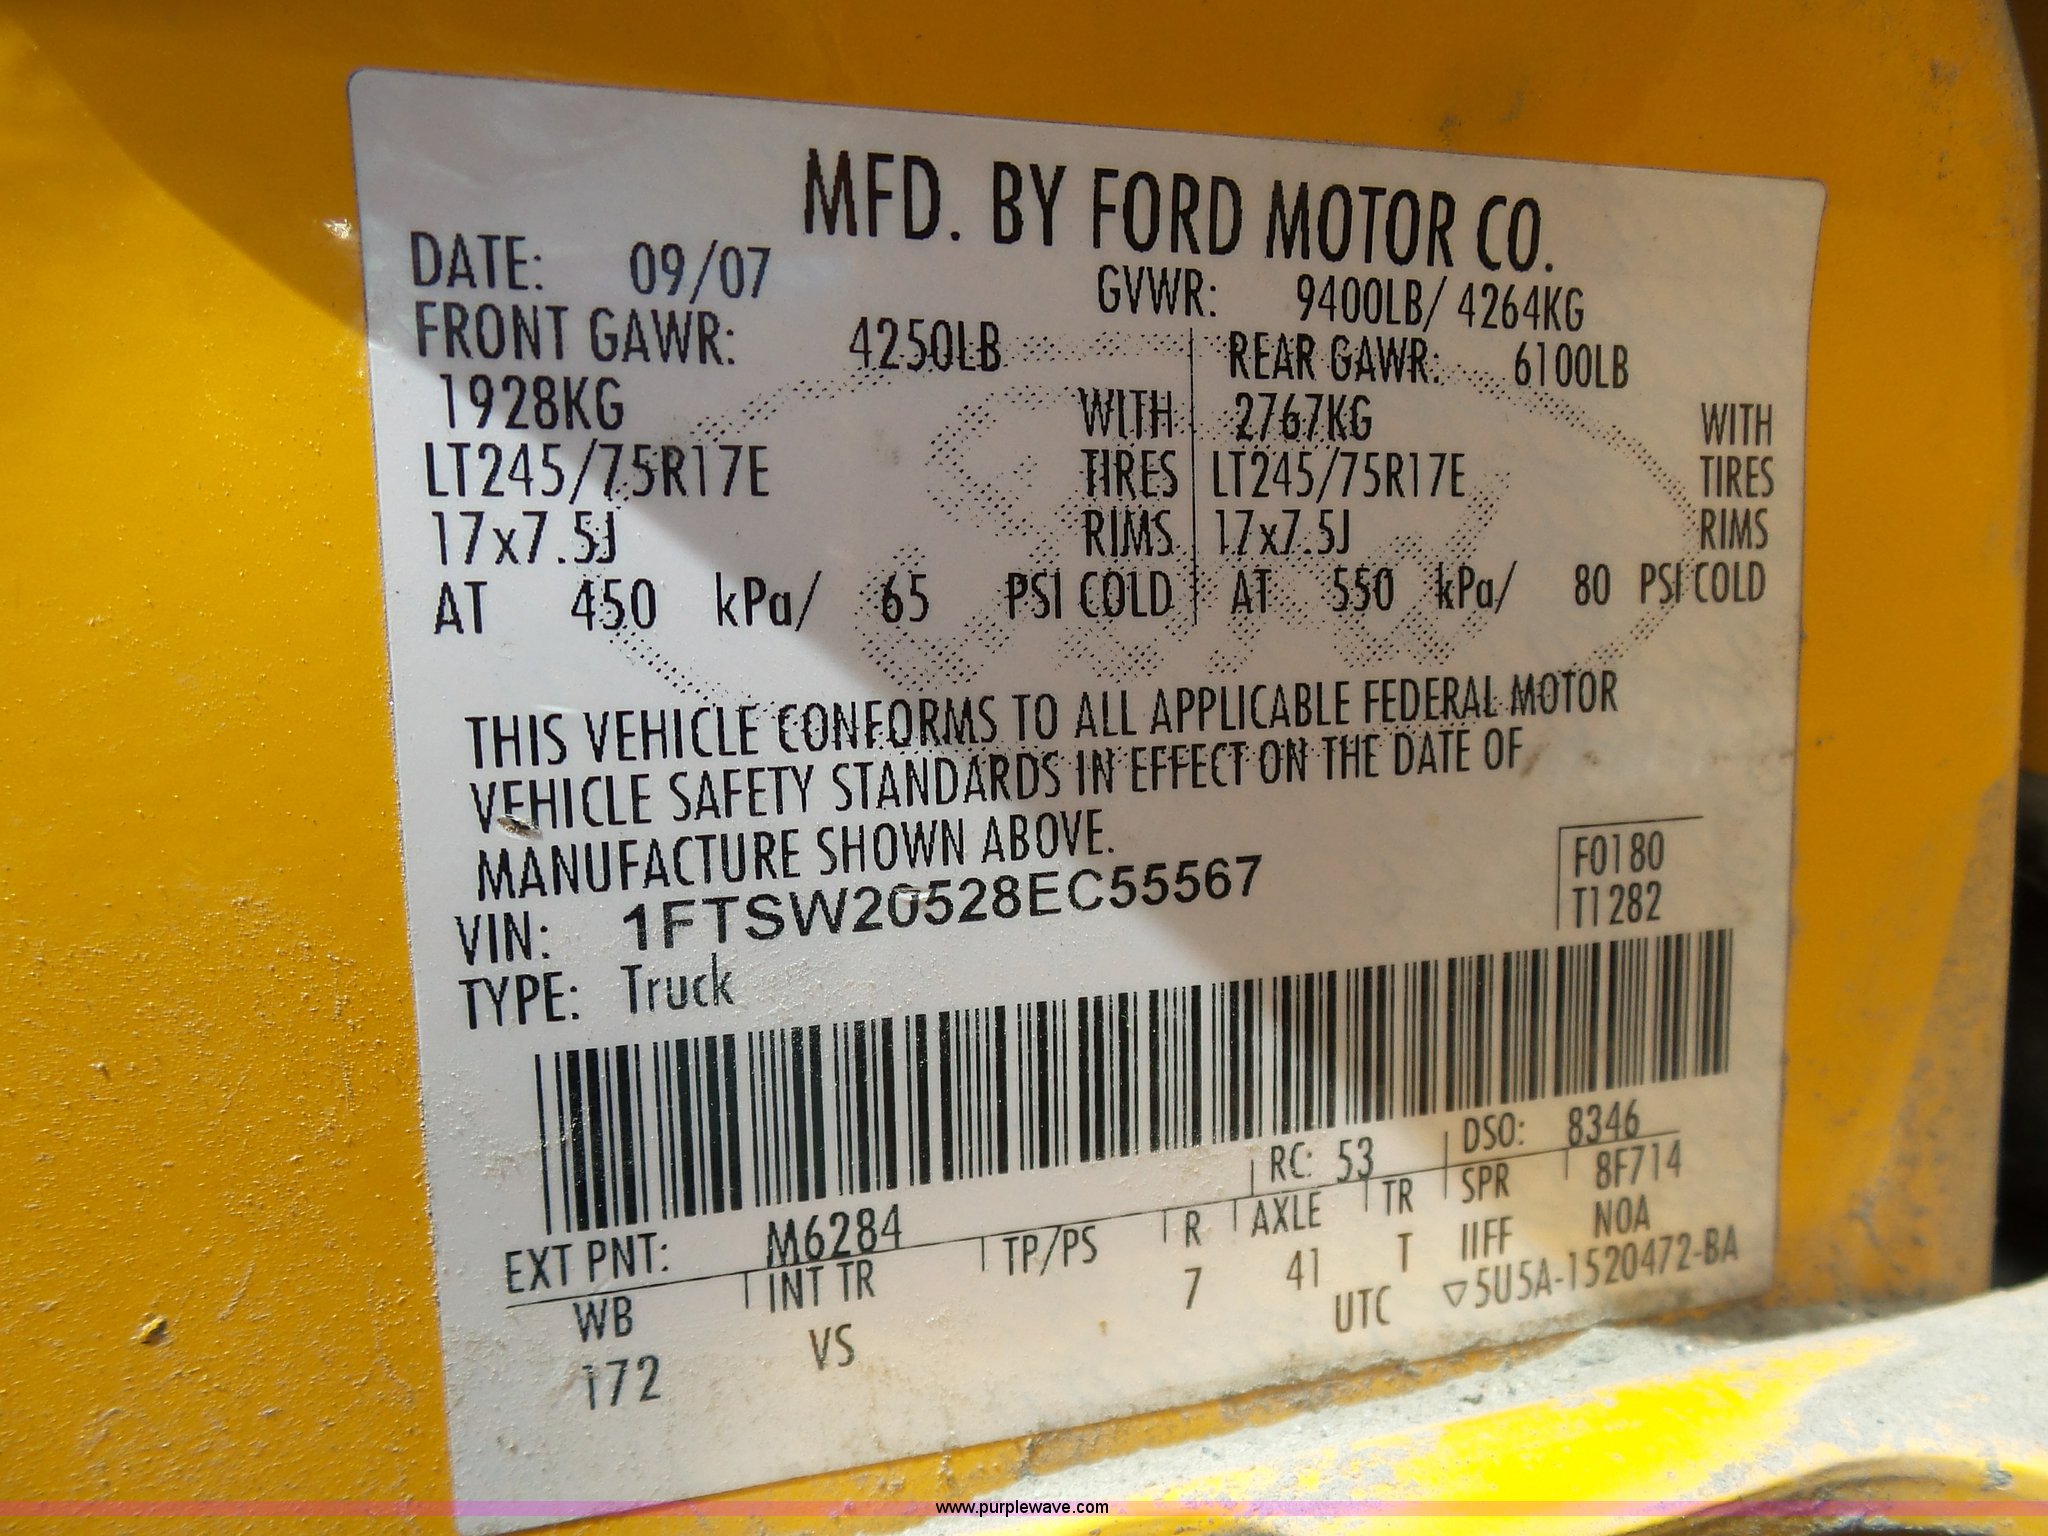 MFD. BY FORD MOTOR CO.
DATE: 09/07 GVWR: 9400LB/ 4264KG
FRONT GAWR: 4250LB REAR GAWR: 6100LB
1928KG WITH 2767KG WITH
LT245/75R17E TIRES LT245/75R17E TIRES
17x7.5J RIMS 17x7.5J RIMS
AT 450 kPa/ 65 PSI COLD AT 550 kPa/ 80 PSI COLD
THIS VEHICLE CONFORMS TO ALL APPLICABLE FEDERAL MOTOR
VEHICLE SAFETY STANDARDS IN EFFECT ON THE DATE OF
MANUFACTURE SHOWN ABOVE.
VIN: 1FTSW20528EC55567
F0180
T1282
TYPE: Truck
EXT PNT: M6284 RC: 53 DSO: 8346
WB INT TR TP/PS R AXLE TR SPR 8F714
172 VS 7 41 T IIFF NOA
UTC ▽5U5A-1520472-BA
www.purplewave.com